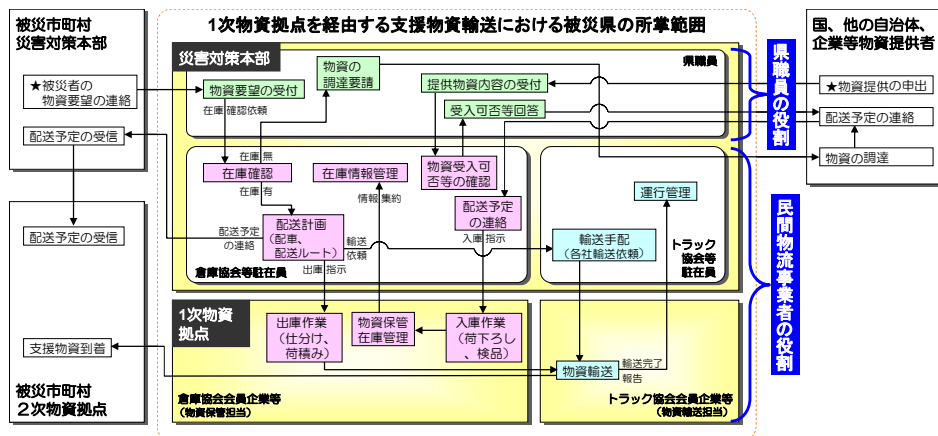 1次物資拠点を経由する支援物資輸送における被災県の所掌範囲
被災市町村
災害対策本部
★被災者の
物資要望の連絡
配送予定の受信
配送予定の受信
支援物資到着
被災市町村
２次物資拠点
災害対策本部
県職員
物資要望の受付
物資の
調達要請
提供物資内容の受付
受入可否等回答
在庫確認依頼
在庫無
在庫確認
在庫有
在庫情報管理
情報集約
物資受入可
否等の確認
配送予定
の連絡
入庫指示
配送予定
の連絡
配送計画
（配車、
配送ルート）
輸送
依頼
出庫指示
倉庫協会等駐在員
運行管理
輸送手配
（各社輸送依頼）
トラック
協会等
駐在員
1次物資
拠点
出庫作業
（仕分け、
荷積み）
物資保管
在庫管理
入庫作業
（荷下ろし、
検品）
物資輸送
輸送完了
報告
倉庫協会会員企業等
（物資保管担当）
トラック協会会員企業等
（物資輸送担当）
県職員の役割
民間物流事業者の役割
国、他の自治体、
企業等物資提供者
★物資提供の申出
配送予定の連絡
物資の調達